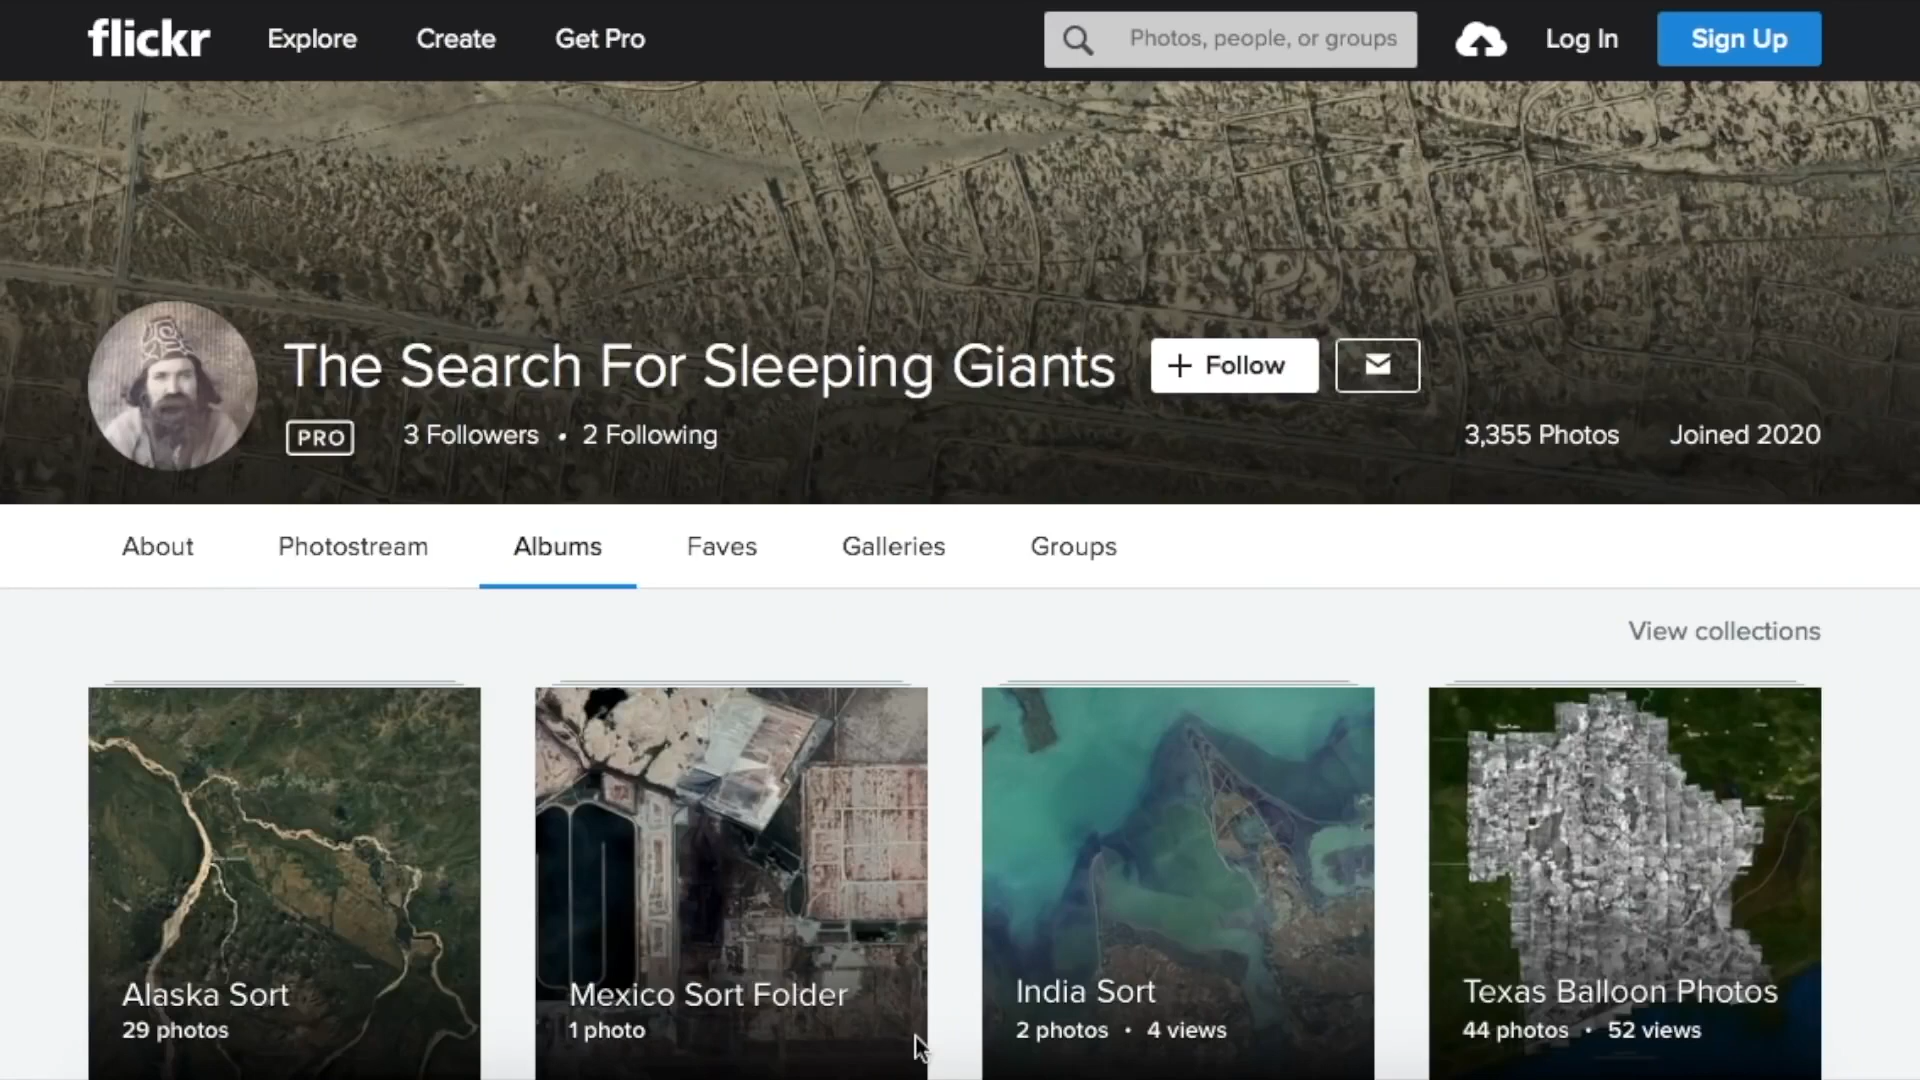 flickr Explore Create Get Pro Photos, people, or groups Log In Sign Up
The Search For Sleeping Giants + Follow
PRO 3 Followers • 2 Following 3,355 Photos Joined 2020
About Photostream Albums Faves Galleries Groups
View collections
Alaska Sort
29 photos
Mexico Sort Folder
1 photo
India Sort
2 photos • 4 views
Texas Balloon Photos
44 photos • 52 views